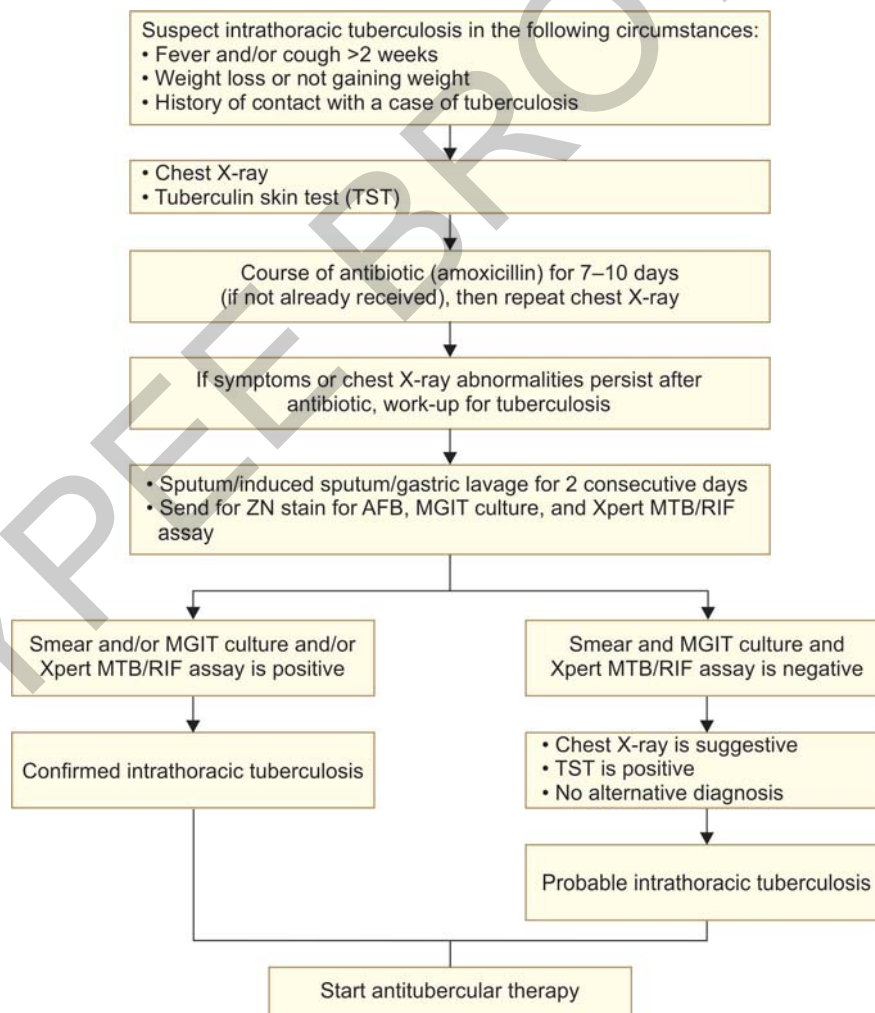 Suspect intrathoracic tuberculosis in the following circumstances:
• Fever and/or cough >2 weeks
• Weight loss or not gaining weight
• History of contact with a case of tuberculosis
• Chest X-ray
• Tuberculin skin test (TST)
Course of antibiotic (amoxicillin) for 7–10 days
(if not already received), then repeat chest X-ray
If symptoms or chest X-ray abnormalities persist after
antibiotic, work-up for tuberculosis
• Sputum/induced sputum/gastric lavage for 2 consecutive days
• Send for ZN stain for AFB, MGIT culture, and Xpert MTB/RIF
assay
Smear and/or MGIT culture and/or
Xpert MTB/RIF assay is positive
Confirmed intrathoracic tuberculosis
Smear and MGIT culture and
Xpert MTB/RIF assay is negative
• Chest X-ray is suggestive
• TST is positive
• No alternative diagnosis
Probable intrathoracic tuberculosis
Start antitubercular therapy
YPEE BRO